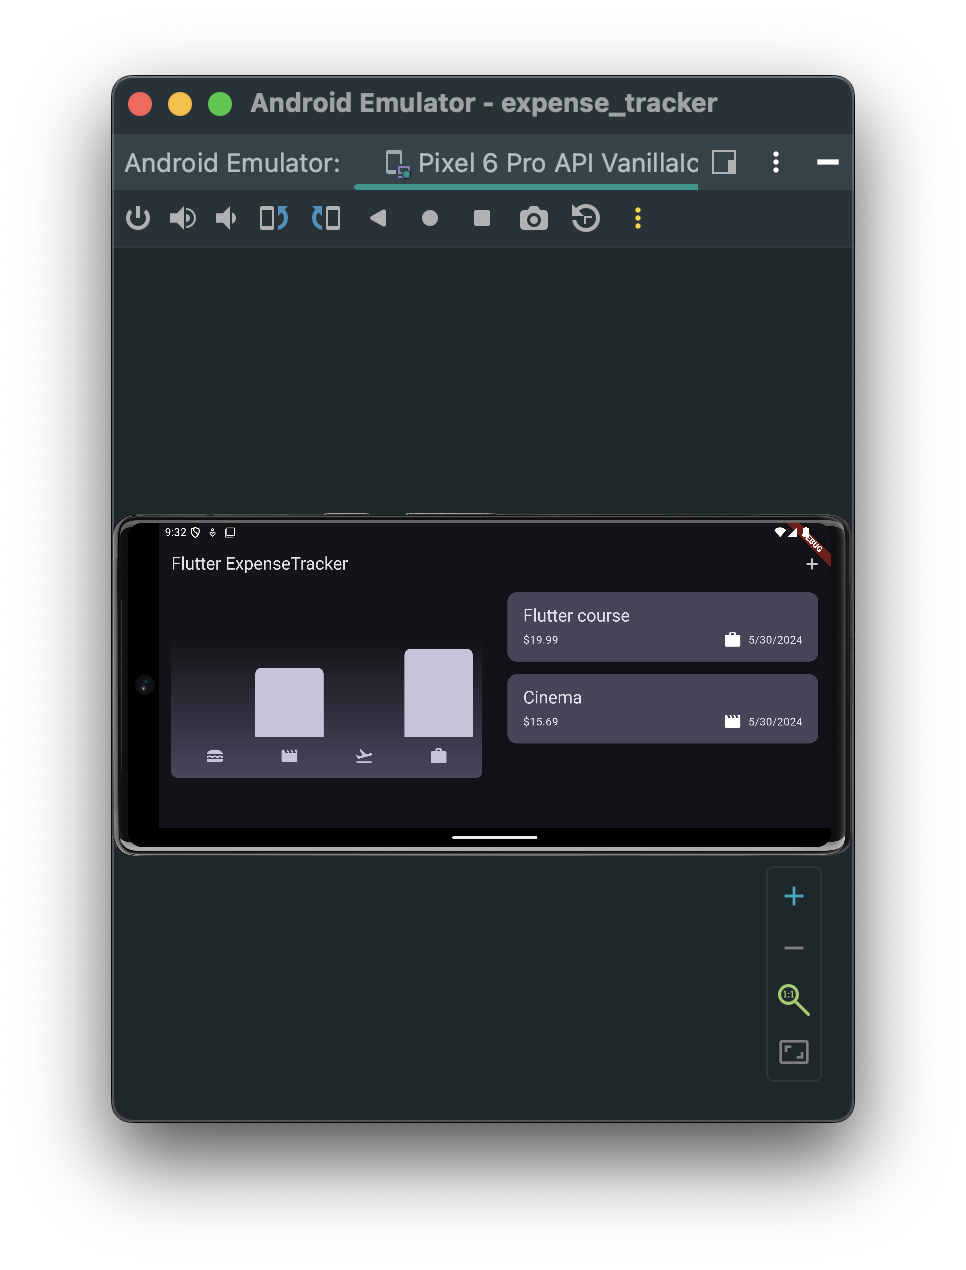 Android Emulator - expense_tracker
Android Emulator:
Pixel 6 Pro API VanillaIc
9:32
DEBUG
Flutter ExpenseTracker
Flutter course
$19.99
5/30/2024
Cinema
$15.69
5/30/2024
1:1